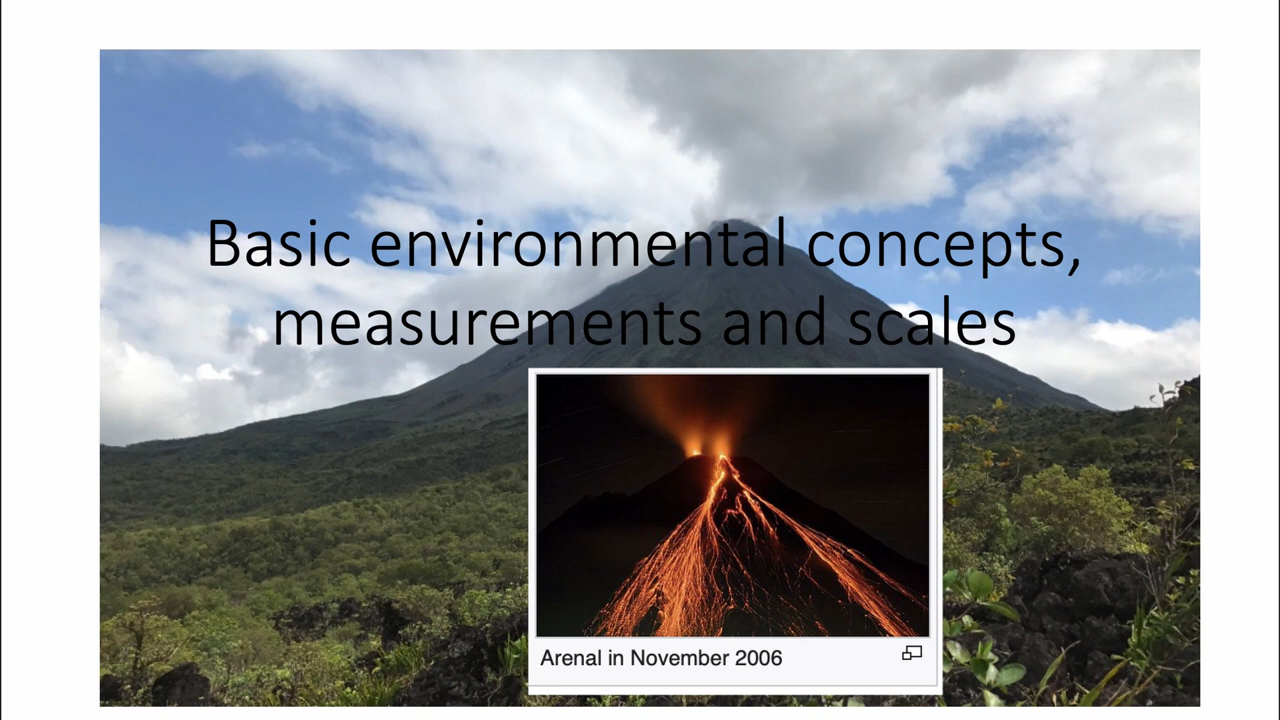 Basic environmental concepts,
measurements and scales
Arenal in November 2006